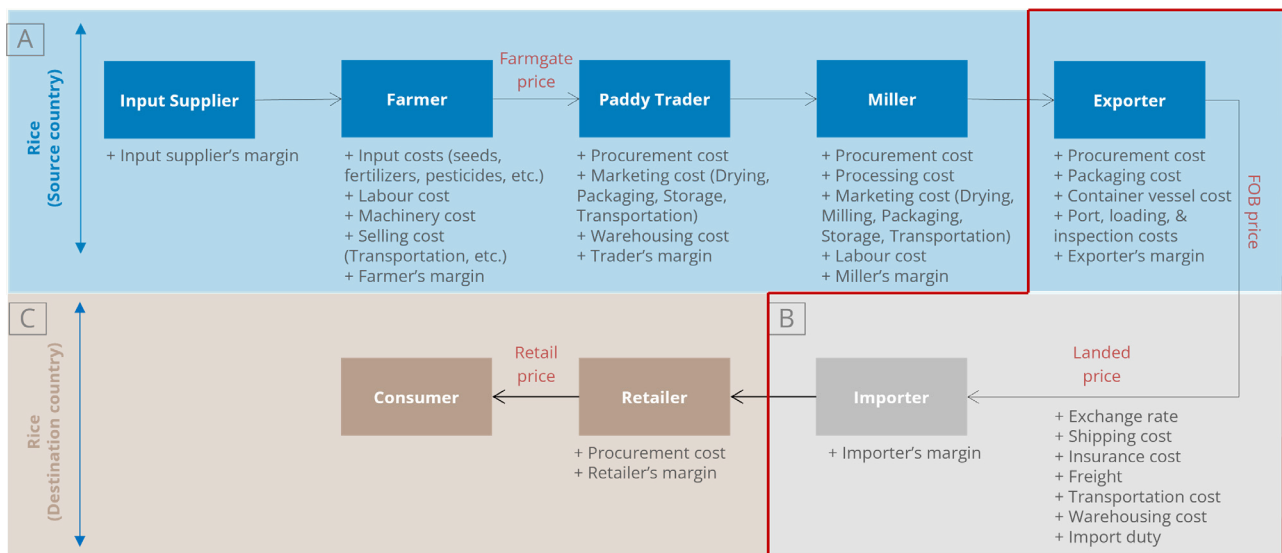 A
Rice
(Source country)
Input Supplier
+ Input supplier's margin
Farmer
+ Input costs (seeds,
fertilizers, pesticides, etc.)
+ Labour cost
+ Machinery cost
+ Selling cost
(Transportation, etc.)
+ Farmer's margin
Farmgate
price
Paddy Trader
+ Procurement cost
+ Marketing cost (Drying,
Packaging, Storage,
Transportation)
+ Warehousing cost
+ Trader's margin
Miller
+ Procurement cost
+ Processing cost
+ Marketing cost (Drying,
Milling, Packaging,
Storage, Transportation)
+ Labour cost
+ Miller's margin
Exporter
+ Procurement cost
+ Packaging cost
+ Container vessel cost
+ Port, loading, &
inspection costs
+ Exporter's margin
FOB price
C
Rice
(Destination country)
Consumer
Retail
price
Retailer
+ Procurement cost
+ Retailer's margin
B
Importer
+ Importer's margin
Landed
price
+ Exchange rate
+ Shipping cost
+ Insurance cost
+ Freight
+ Transportation cost
+ Warehousing cost
+ Import duty